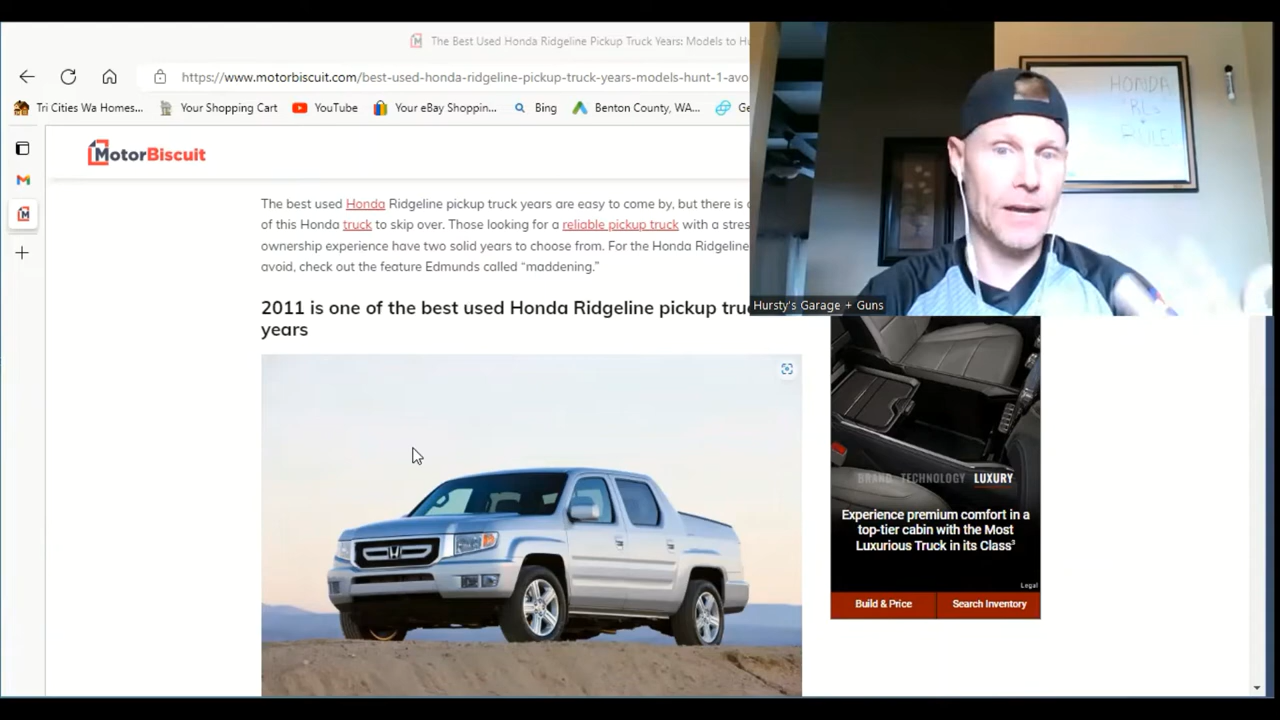 The Best Used Honda Ridgeline Pickup Truck Years: Models to Hu
https://www.motorbiscuit.com/best-used-honda-ridgeline-pickup-truck-years-models-hunt-1-avo
Tri Cities Wa Homes... Your Shopping Cart YouTube Your eBay Shoppin... Bing Benton County, WA... Ge
HONDA
RULE!
MotorBiscuit
The best used Honda Ridgeline pickup truck years are easy to come by, but there is
of this Honda truck to skip over. Those looking for a reliable pickup truck with a stres
ownership experience have two solid years to choose from. For the Honda Ridgeline
avoid, check out the feature Edmunds called “maddening.”
2011 is one of the best used Honda Ridgeline pickup truc
years
Hursty's Garage + Guns
BRAND TECHNOLOGY LUXURY
Experience premium comfort in a
top-tier cabin with the Most
Luxurious Truck in its Class³
Legal
Build & Price Search Inventory